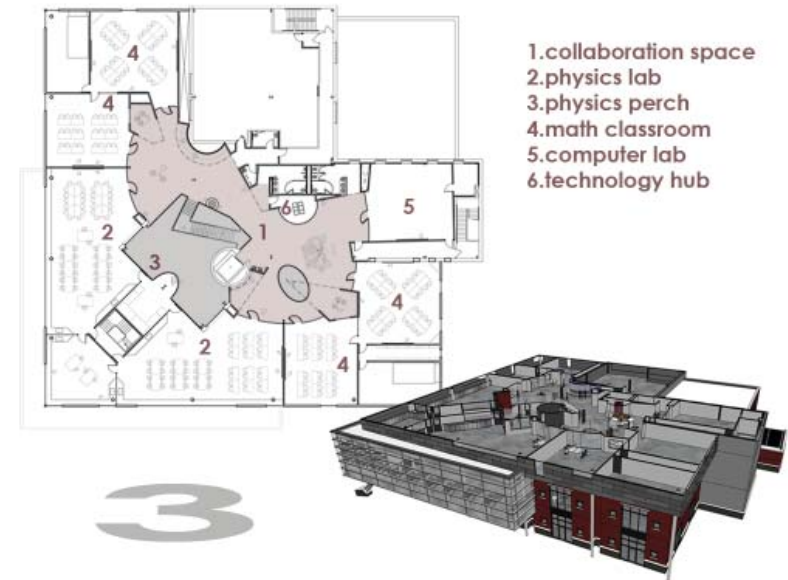 1.collaboration space
2.physics lab
3.physics perch
4.math classroom
5.computer lab
6.technology hub
4
4
6
5
2
1
3
4
2
4
3